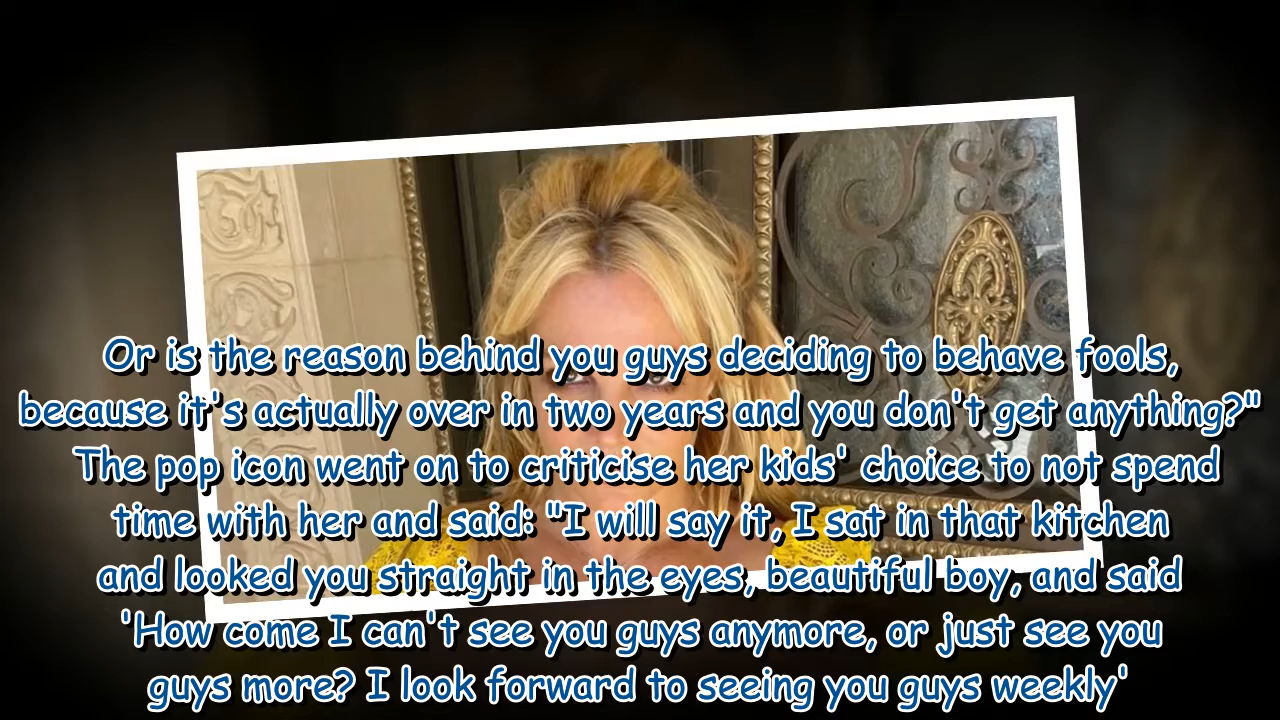 Or is the reason behind you guys deciding to behave fools,
because it's actually over in two years and you don't get anything?"
The pop icon went on to criticise her kids' choice to not spend
time with her and said: "I will say it, I sat in that kitchen
and looked you straight in the eyes, beautiful boy, and said
'How come I can't see you guys anymore, or just see you
guys more? I look forward to seeing you guys weekly'